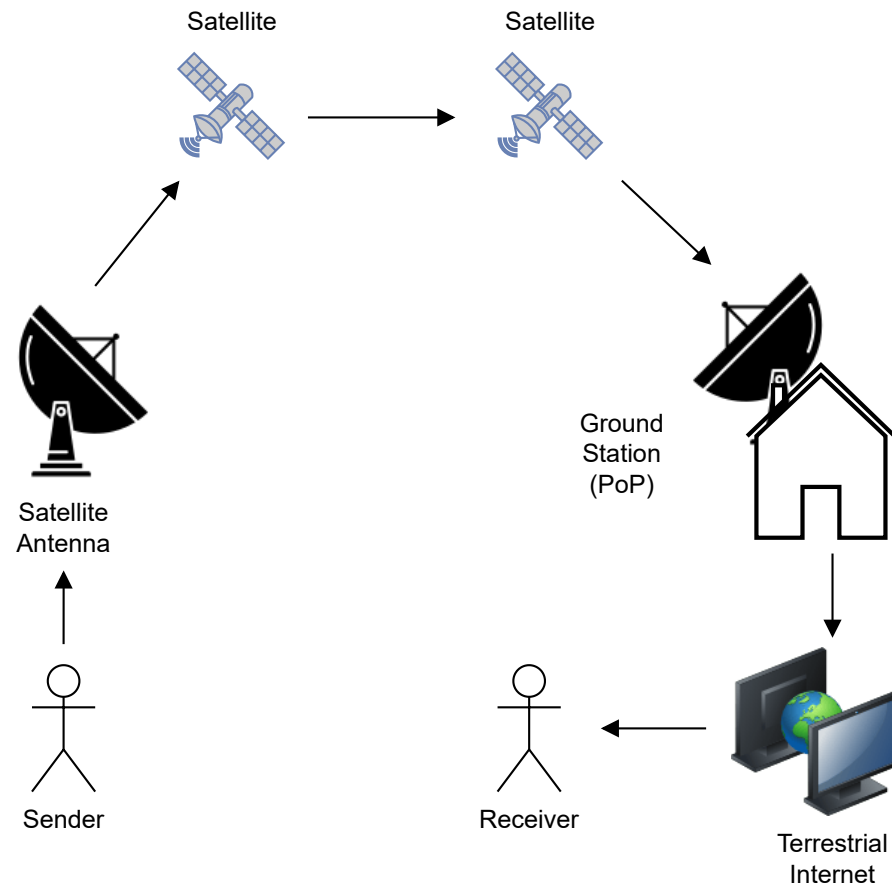 Satellite
Satellite
Ground
Station
(PoP)
Satellite
Antenna
Sender
Receiver
Terrestrial
Internet